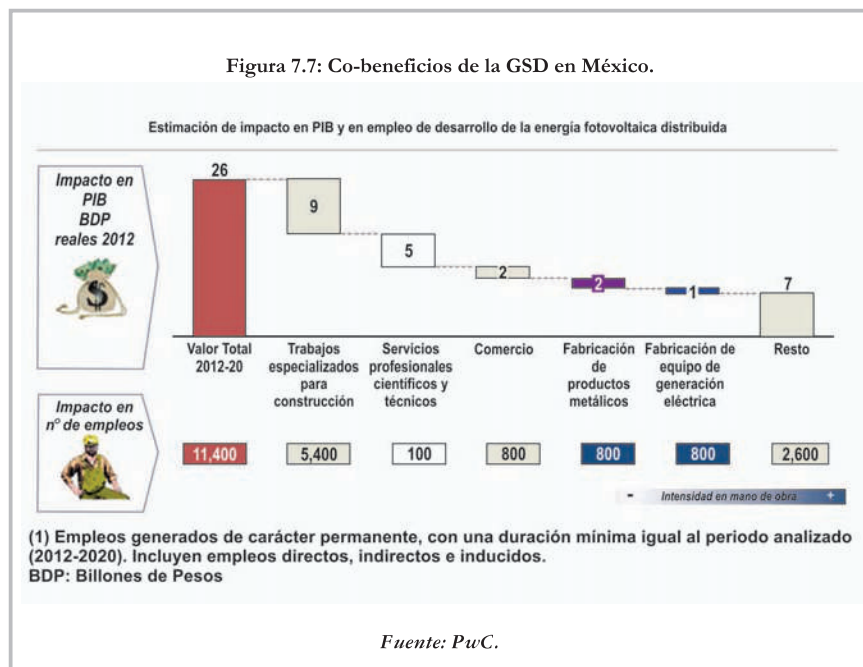 Figura 7.7: Co-beneficios de la GSD en México.
Estimación de impacto en PIB y en empleo de desarrollo de la energía fotovoltaica distribuida
Impacto en
PIB
BDP
reales 2012
$
26
9
5
2
2
1
7
Valor Total
2012-20
Trabajos
especializados
para
construcción
Servicios
profesionales
científicos y
técnicos
Comercio
Fabricación
de
productos
metálicos
Fabricación de
equipo de
generación
eléctrica
Resto
Impacto en
nº de empleos
11,400
5,400
100
800
800
800
2,600
- Intensidad en mano de obra +
(1) Empleos generados de carácter permanente, con una duración mínima igual al periodo analizado
(2012-2020). Incluyen empleos directos, indirectos e inducidos.
BDP: Billones de Pesos
Fuente: PwC.